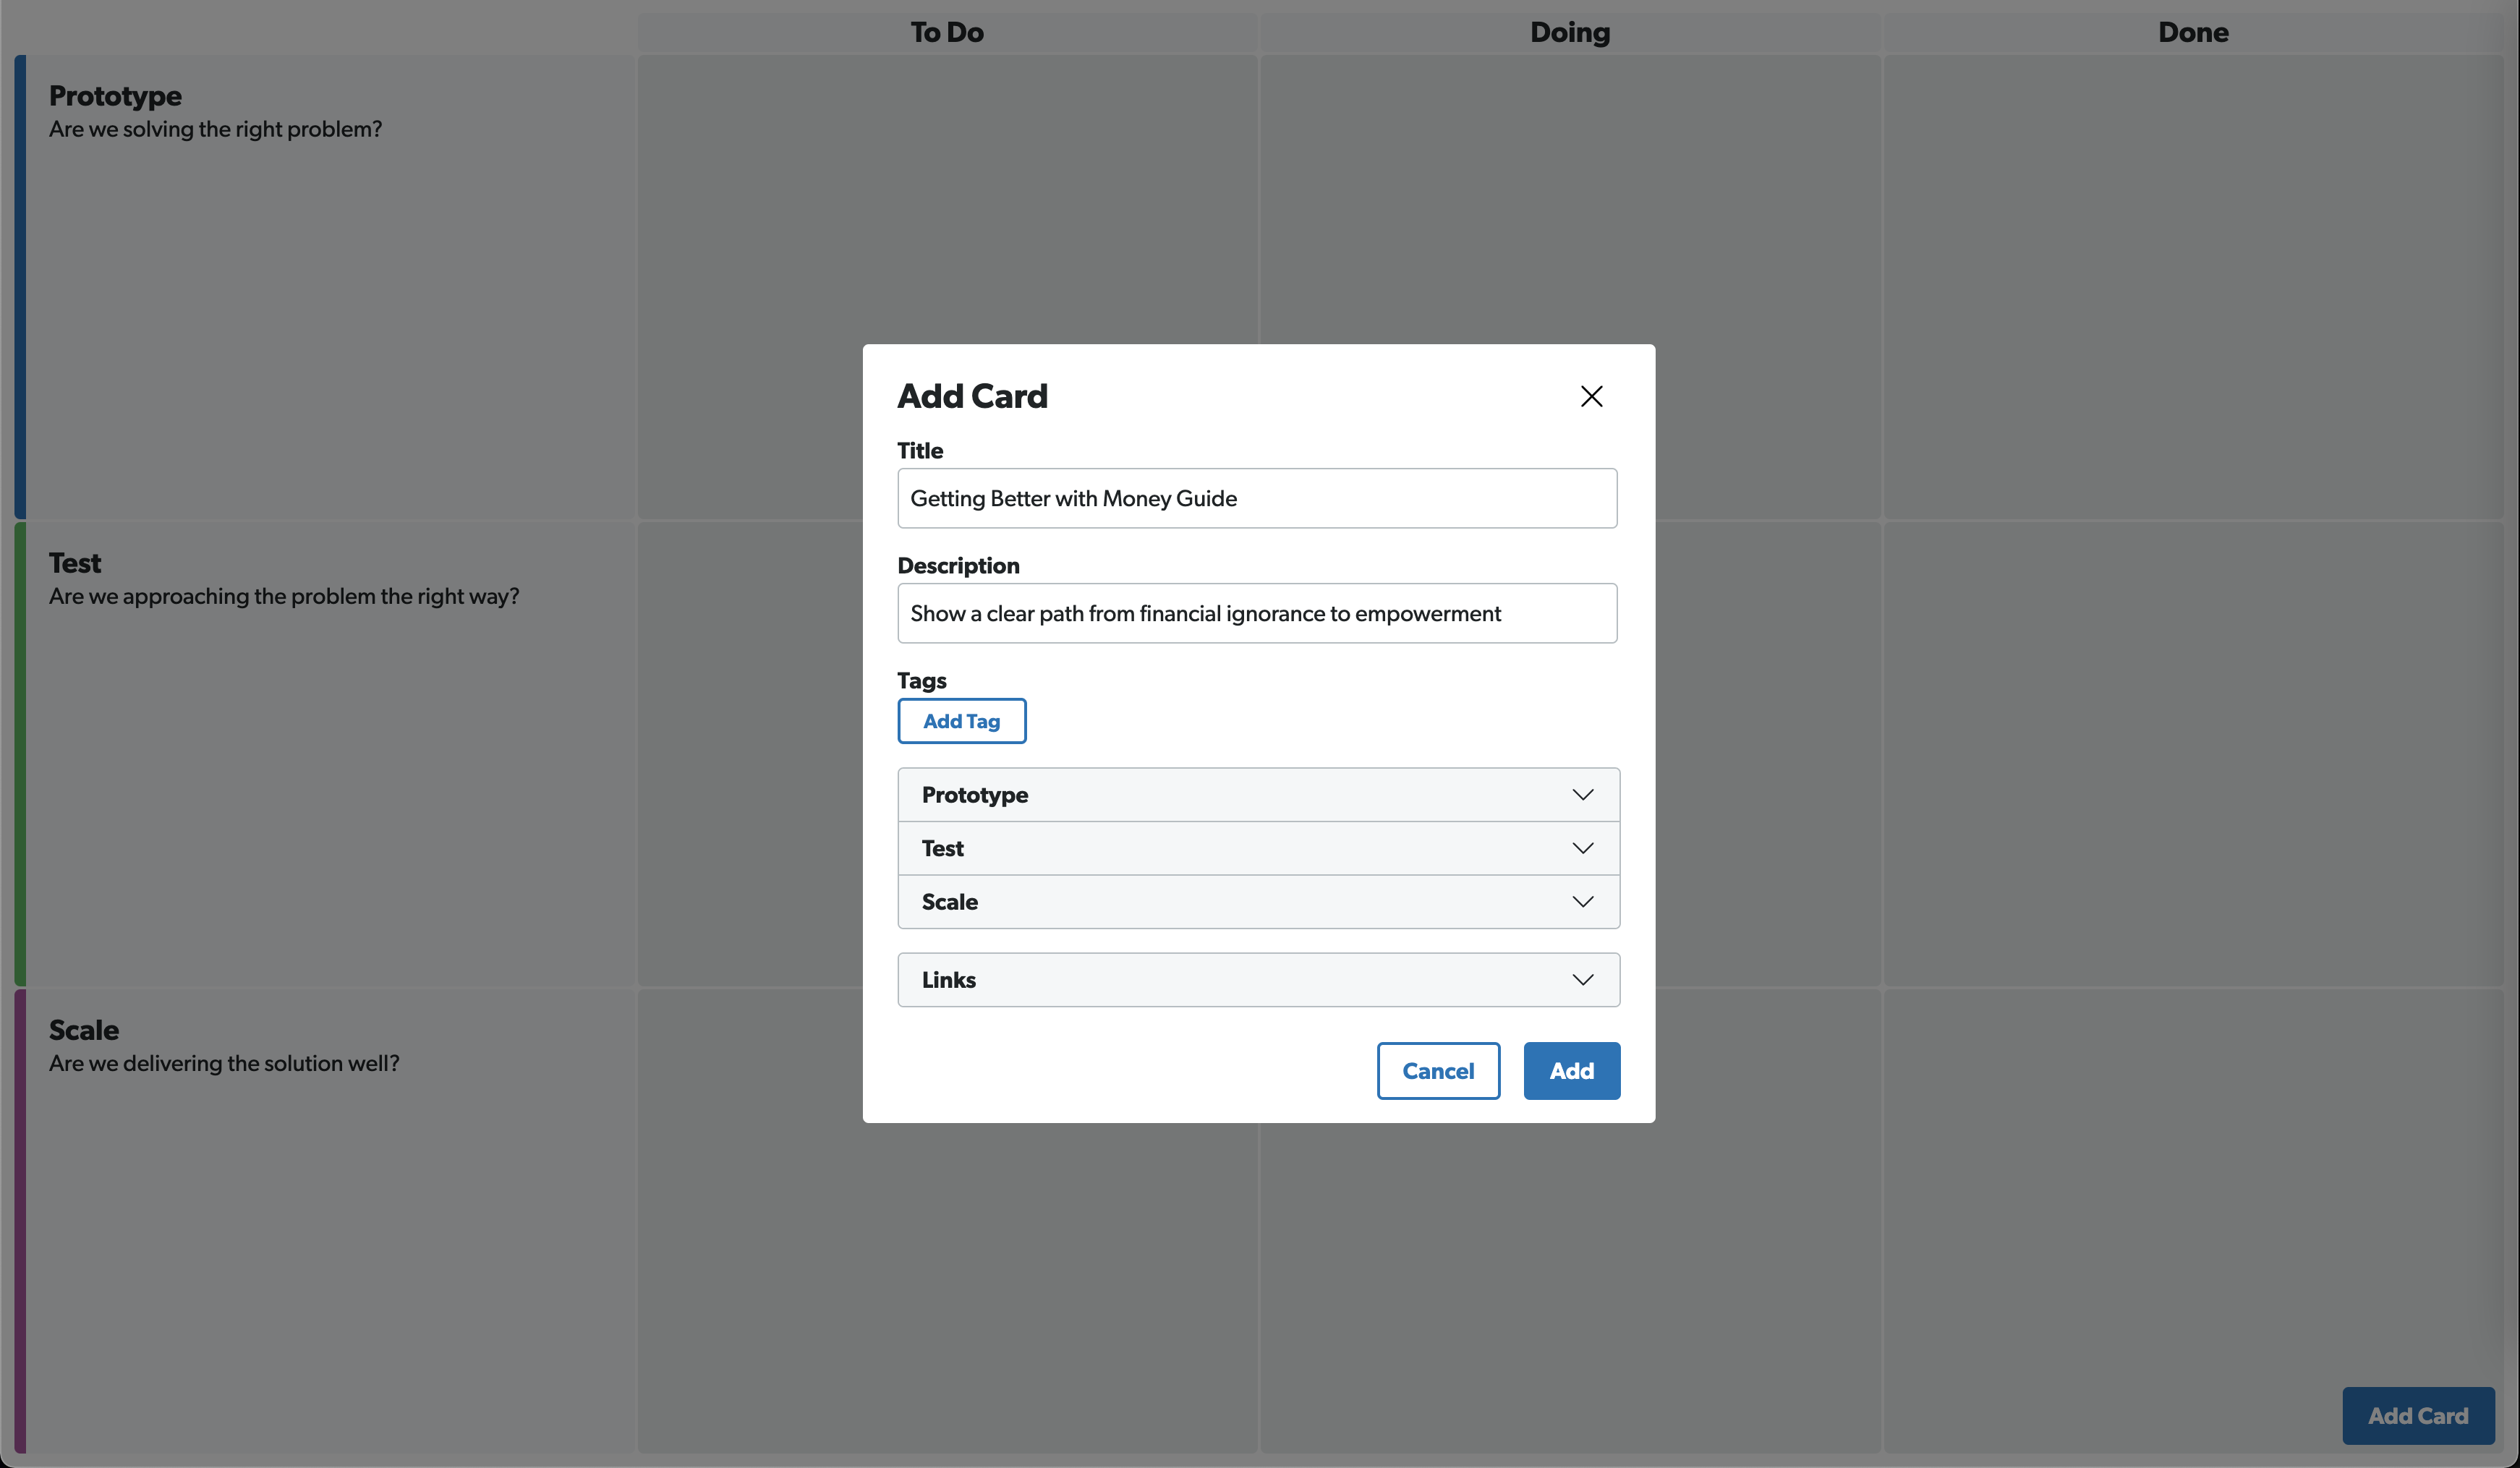 To Do
Doing
Done
Prototype
Are we solving the right problem?
Test
Are we approaching the problem the right way?
Scale
Are we delivering the solution well?
Add Card
Title
Getting Better with Money Guide
Description
Show a clear path from financial ignorance to empowerment
Tags
Add Tag
Prototype
Test
Scale
Links
Cancel
Add
Add Card